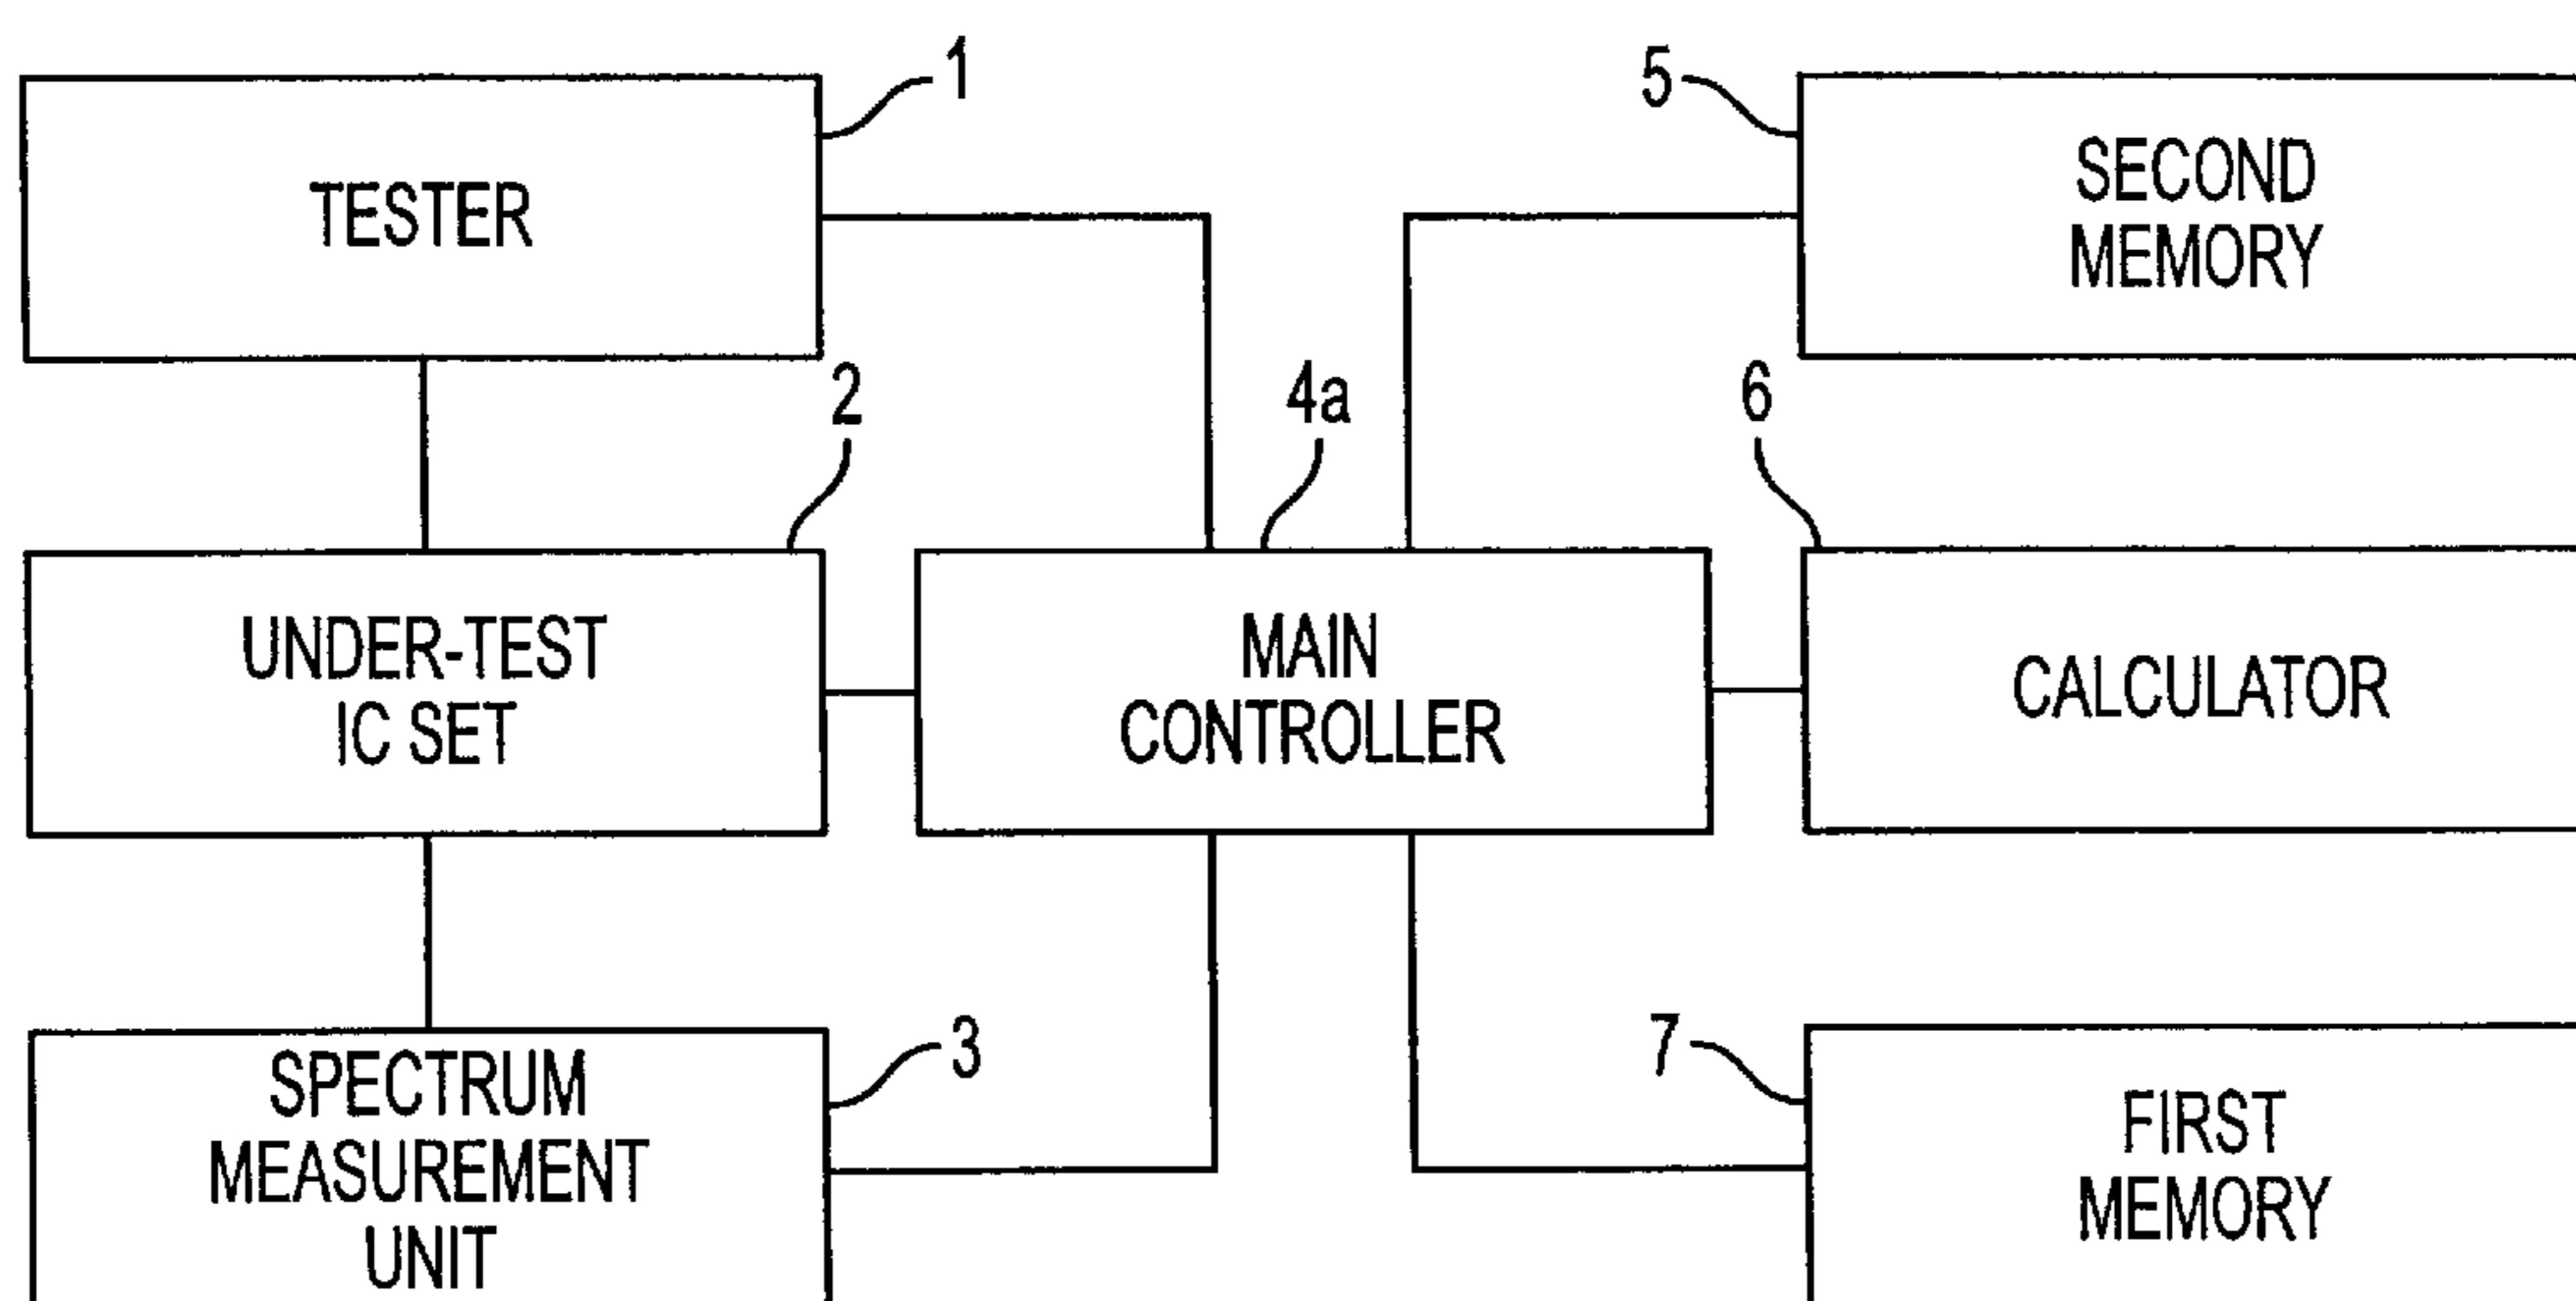 1
TESTER
5
SECOND
MEMORY
2
UNDER-TEST
IC SET
4a
MAIN
CONTROLLER
6
CALCULATOR
3
SPECTRUM
MEASUREMENT
UNIT
7
FIRST
MEMORY